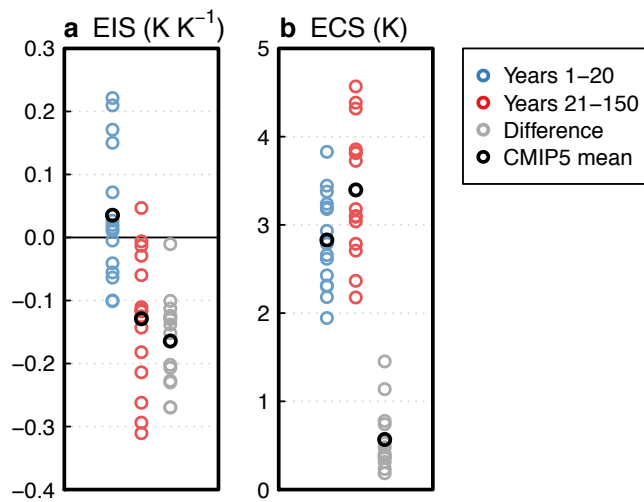 a EIS (K K⁻¹)
0.3
0.2
0.1
0.0
−0.1
−0.2
−0.3
−0.4
b ECS (K)
5
4
3
2
1
0
Years 1−20
Years 21−150
Difference
CMIP5 mean